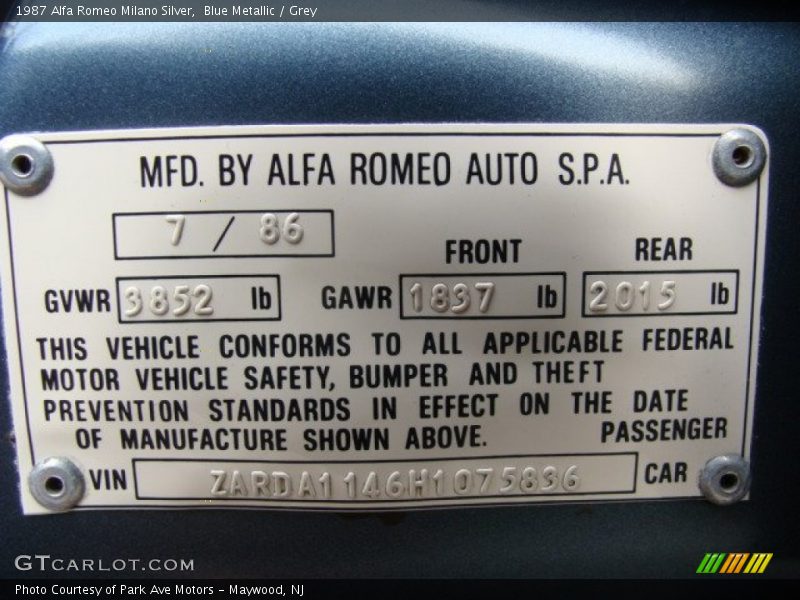 1987 Alfa Romeo Milano Silver, Blue Metallic / Grey
MFD. BY ALFA ROMEO AUTO S.P.A.
7 / 86
FRONT REAR
GVWR 3852 lb GAWR 1837 lb 2015 lb
THIS VEHICLE CONFORMS TO ALL APPLICABLE FEDERAL
MOTOR VEHICLE SAFETY, BUMPER AND THEFT
PREVENTION STANDARDS IN EFFECT ON THE DATE
OF MANUFACTURE SHOWN ABOVE. PASSENGER
VIN ZARDA1146H1075836 CAR
GTCARLOT.COM
Photo Courtesy of Park Ave Motors - Maywood, NJ